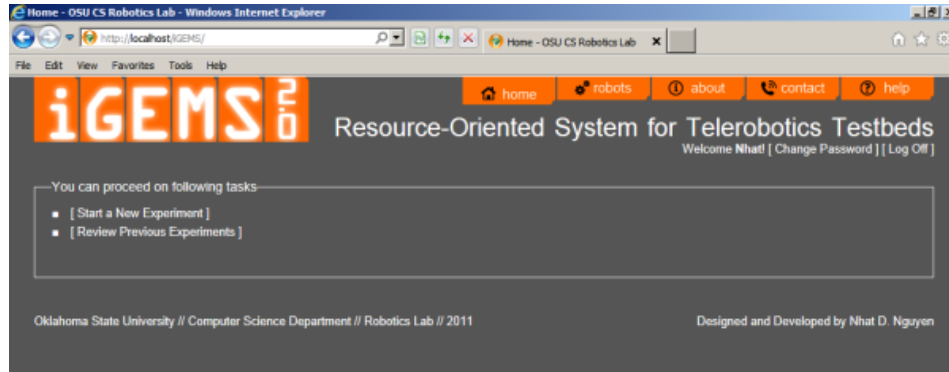 Home - OSU CS Robotics Lab - Windows Internet Explorer
http://localhost/iGEMS/
Home - OSU CS Robotics Lab
File Edit View Favorites Tools Help
iGEMS 2.0
home robots about contact help
Resource-Oriented System for Telerobotics Testbeds
Welcome Nhat! [ Change Password ] [ Log Off ]
You can proceed on following tasks
[ Start a New Experiment ]
[ Review Previous Experiments ]
Oklahoma State University // Computer Science Department // Robotics Lab // 2011
Designed and Developed by Nhat D. Nguyen